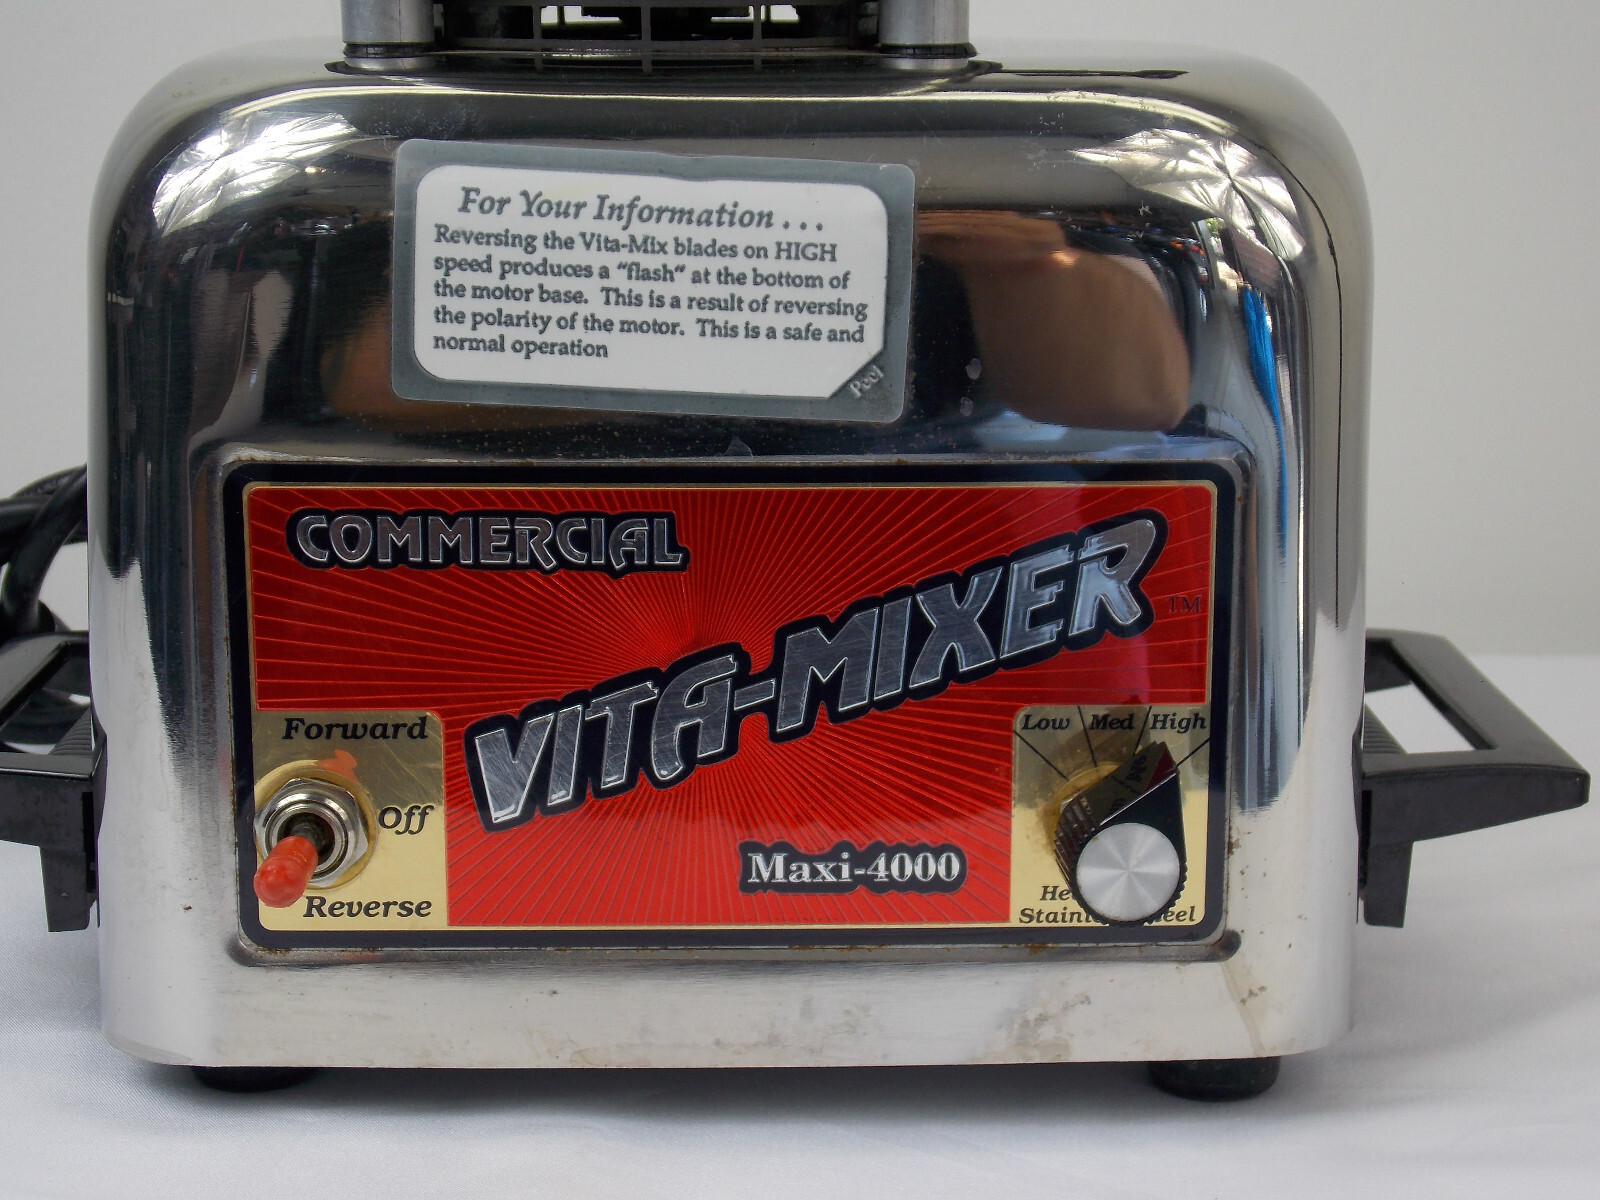 For Your Information . . .
Reversing the Vita-Mix blades on HIGH
speed produces a "flash" at the bottom of
the motor base. This is a result of reversing
the polarity of the motor. This is a safe and
normal operation
Peel
COMMERCIAL
VITA-MIXER
TM
Forward
Off
Reverse
Low Med High
Maxi-4000